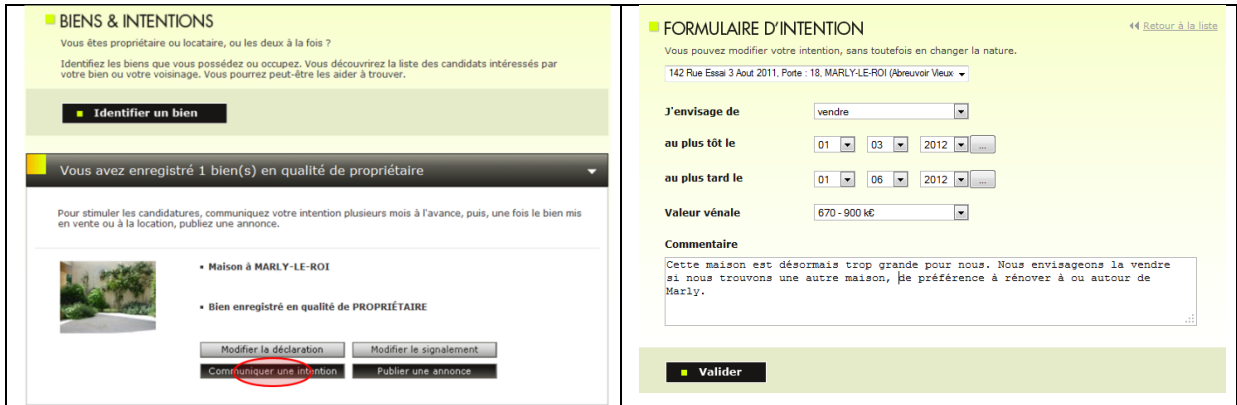 BIENS & INTENTIONS
Vous êtes propriétaire ou locataire, ou les deux à la fois ?
Identifiez les biens que vous possédez ou occupez. Vous découvrirez la liste des candidats intéressés par
votre bien ou votre voisinage. Vous pourrez peut-être les aider à trouver.
Identifier un bien
Vous avez enregistré 1 bien(s) en qualité de propriétaire
Pour stimuler les candidatures, communiquez votre intention plusieurs mois à l'avance, puis, une fois le bien mis
en vente ou à la location, publiez une annonce.
• Maison à MARLY-LE-ROI
• Bien enregistré en qualité de PROPRIÉTAIRE
Modifier la déclaration Modifier le signalement
Communiquer une intention Publier une annonce
FORMULAIRE D'INTENTION
Retour à la liste
Vous pouvez modifier votre intention, sans toutefois en changer la nature.
142 Rue Essai 3 Aout 2011, Porte : 18, MARLY-LE-ROI (Abreuvoir Vieux
J'envisage de vendre
au plus tôt le 01 03 2012 ...
au plus tard le 01 06 2012 ...
Valeur vénale 670 - 900 k€
Commentaire
Cette maison est désormais trop grande pour nous. Nous envisageons la vendre
si nous trouvons une autre maison, de préférence à rénover à ou autour de
Marly.
Valider